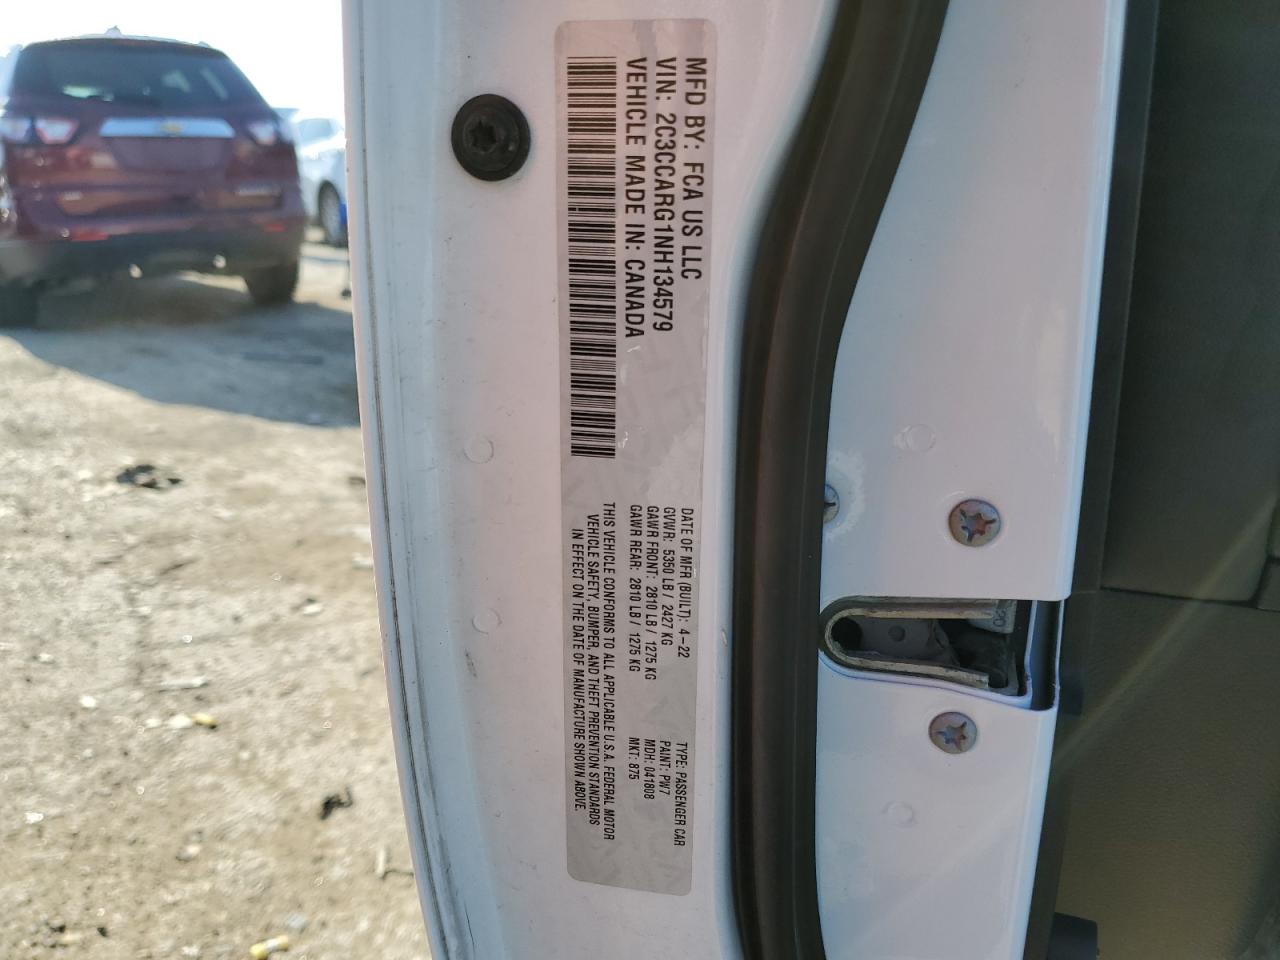 MFD BY: FCA US LLC
VIN: 2C3CCARG1NH134579
VEHICLE MADE IN: CANADA
DATE OF MFR (BUILT): 4-22
GVWR: 5350 LB / 2427 KG
GAWR FRONT: 2810 LB / 1275 KG
GAWR REAR: 2810 LB / 1275 KG
TYPE: PASSENGER CAR
PAINT: PW7
MDH: 041808
MKT: 875
THIS VEHICLE CONFORMS TO ALL APPLICABLE U.S.A. FEDERAL MOTOR
VEHICLE SAFETY, BUMPER, AND THEFT PREVENTION STANDARDS
IN EFFECT ON THE DATE OF MANUFACTURE SHOWN ABOVE.